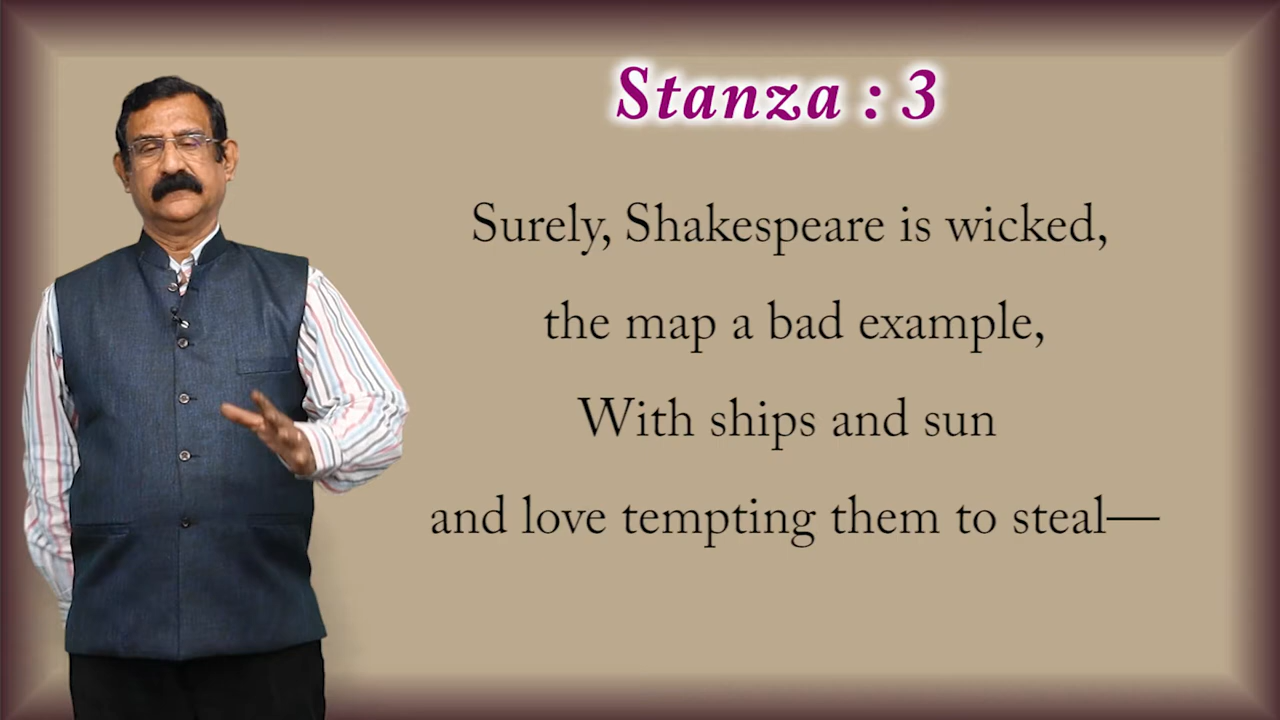 Stanza : 3
Surely, Shakespeare is wicked,
the map a bad example,
With ships and sun
and love tempting them to steal—